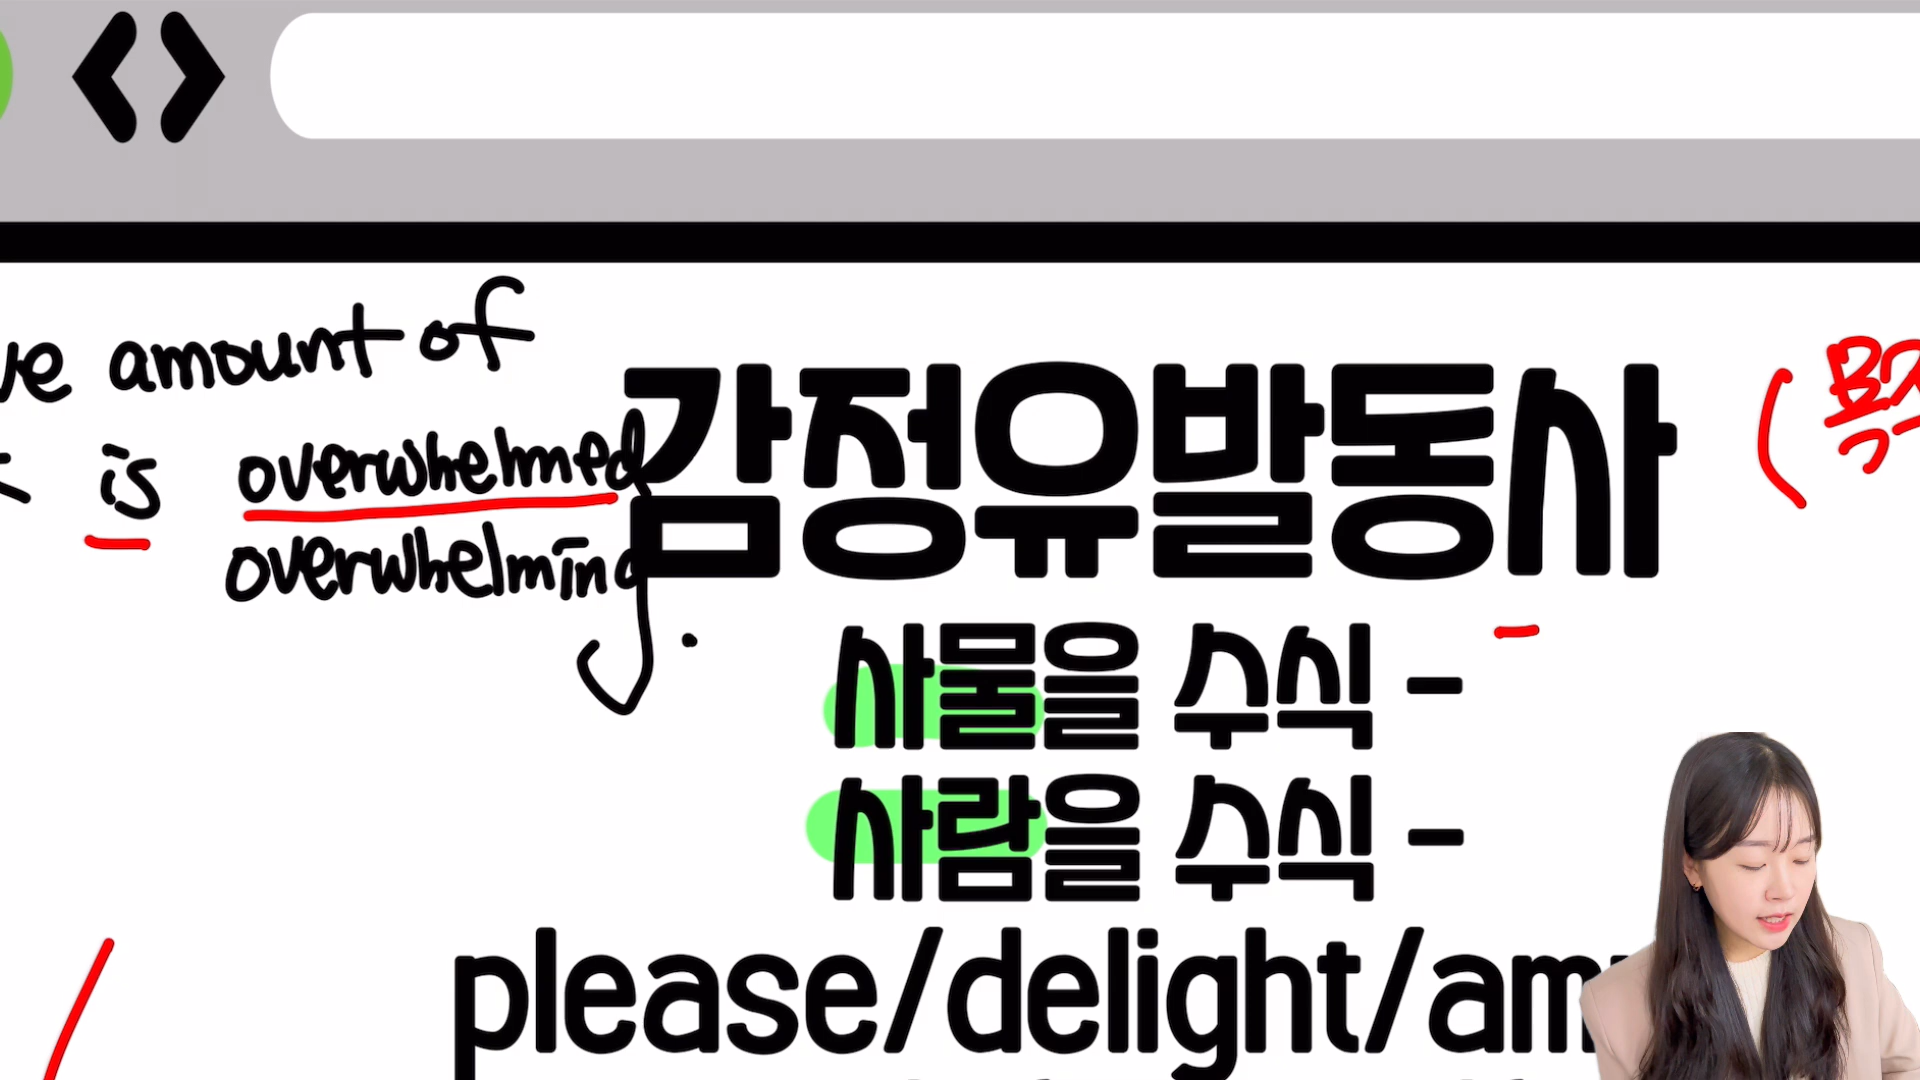 amount of
is overwhelmed
overwhelming.
감정유발동사
사물을 수식 -
사람을 수식 -
please/delight/am